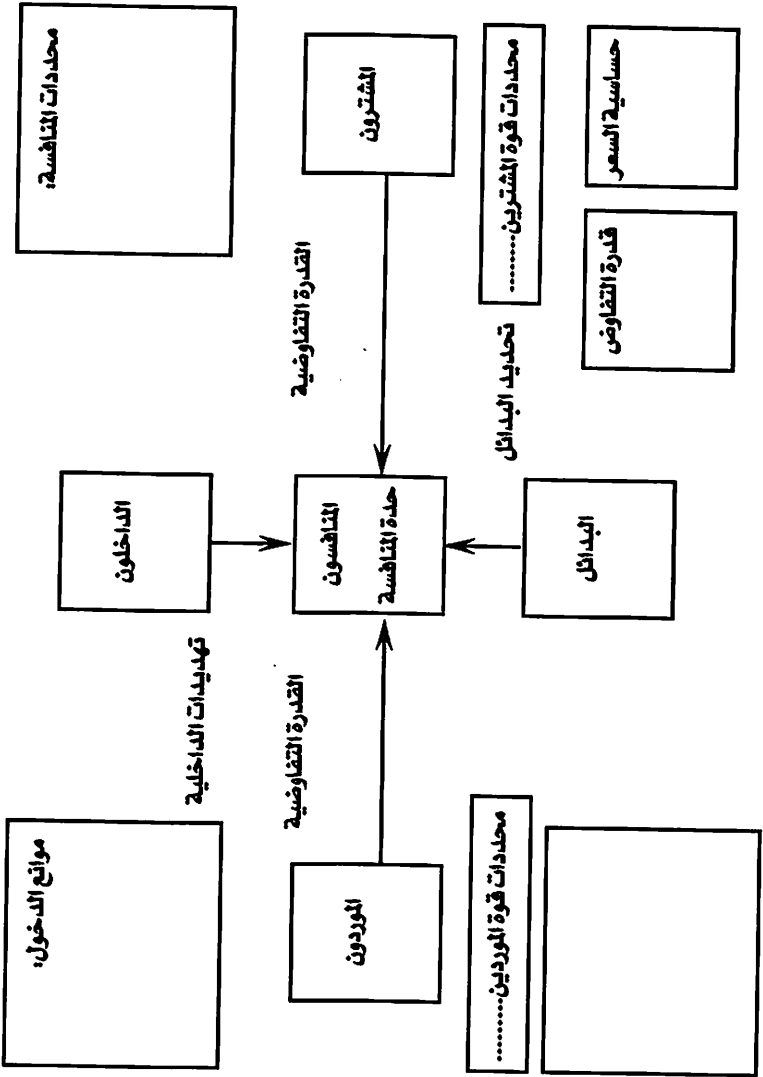 محددات المنافسة:
موانع الدخول:
الداخلون
تهديدات الداخلية
المشترون
القدرة التفاوضية
المنافسون
حدة المنافسة
القدرة التفاوضية
الموردون
محددات قوة المشترين.........
تحديد البدائل
البدائل
محددات قوة الموردين.........
حساسية السعر
قدرة التفاوض